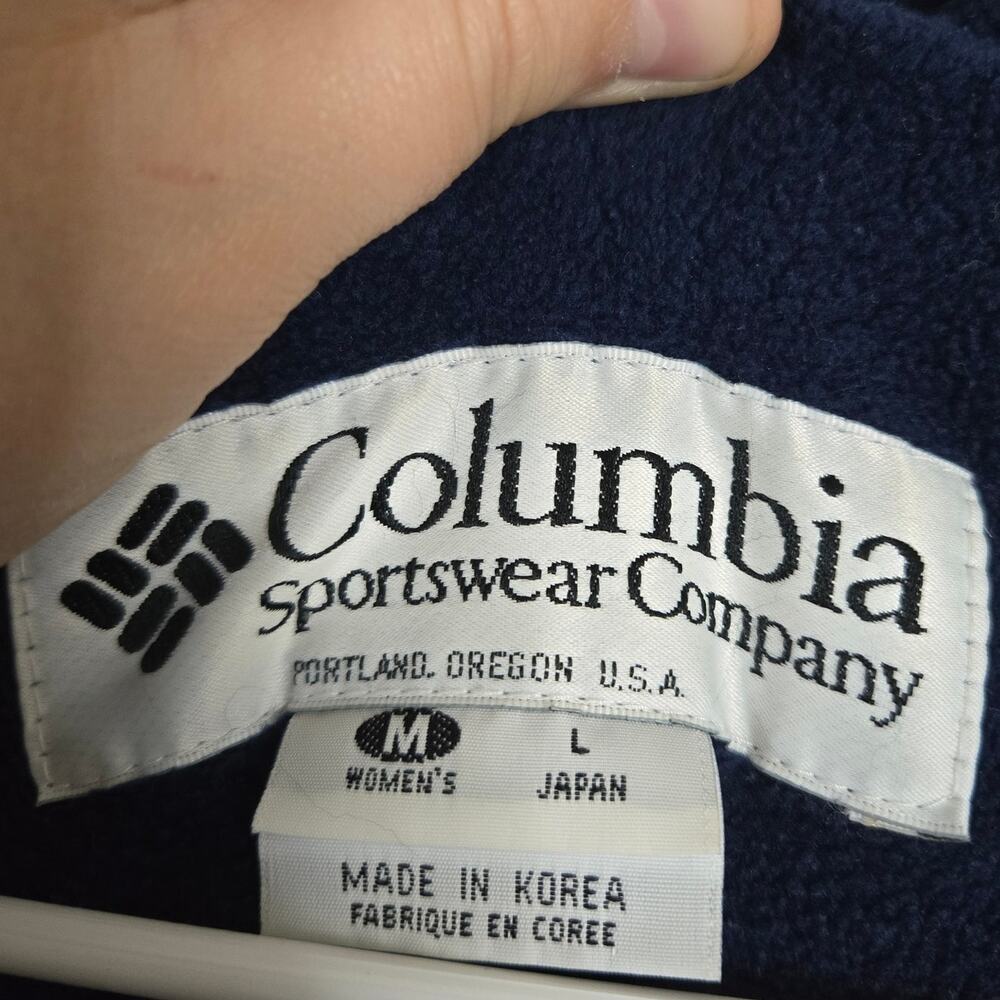 Columbia
Sportswear Company
PORTLAND, OREGON U.S.A.
M L
WOMEN'S JAPAN
MADE IN KOREA
FABRIQUE EN COREE